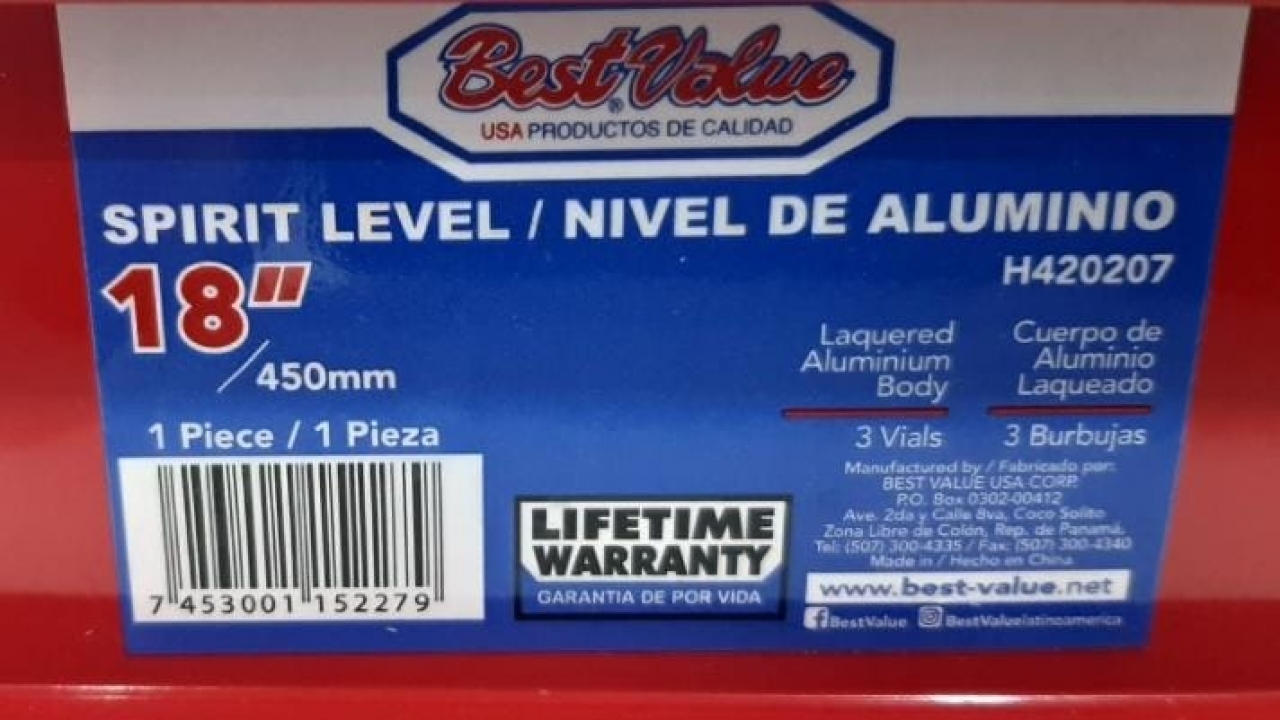 Best Value®
USA PRODUCTOS DE CALIDAD
SPIRIT LEVEL / NIVEL DE ALUMINIO
H420207
18"
/450mm
1 Piece / 1 Pieza
7 453001 152279
LIFETIME
WARRANTY
GARANTIA DE POR VIDA
Laquered
Aluminium
Body
3 Vials
Cuerpo de
Aluminio
Laqueado
3 Burbujas
Manufactured by / Fabricado por:
BEST VALUE USA CORP.
P.O. Box 0302-00412
Ave. 2da y Calle 8va, Coco Solito
Zona Libre de Colón, Rep. de Panamá.
Tel: (507) 300-4335 / Fax: (507) 300-4340
Made in / Hecho en China
www.best-value.net
BestValue BestValuelatinoamerica